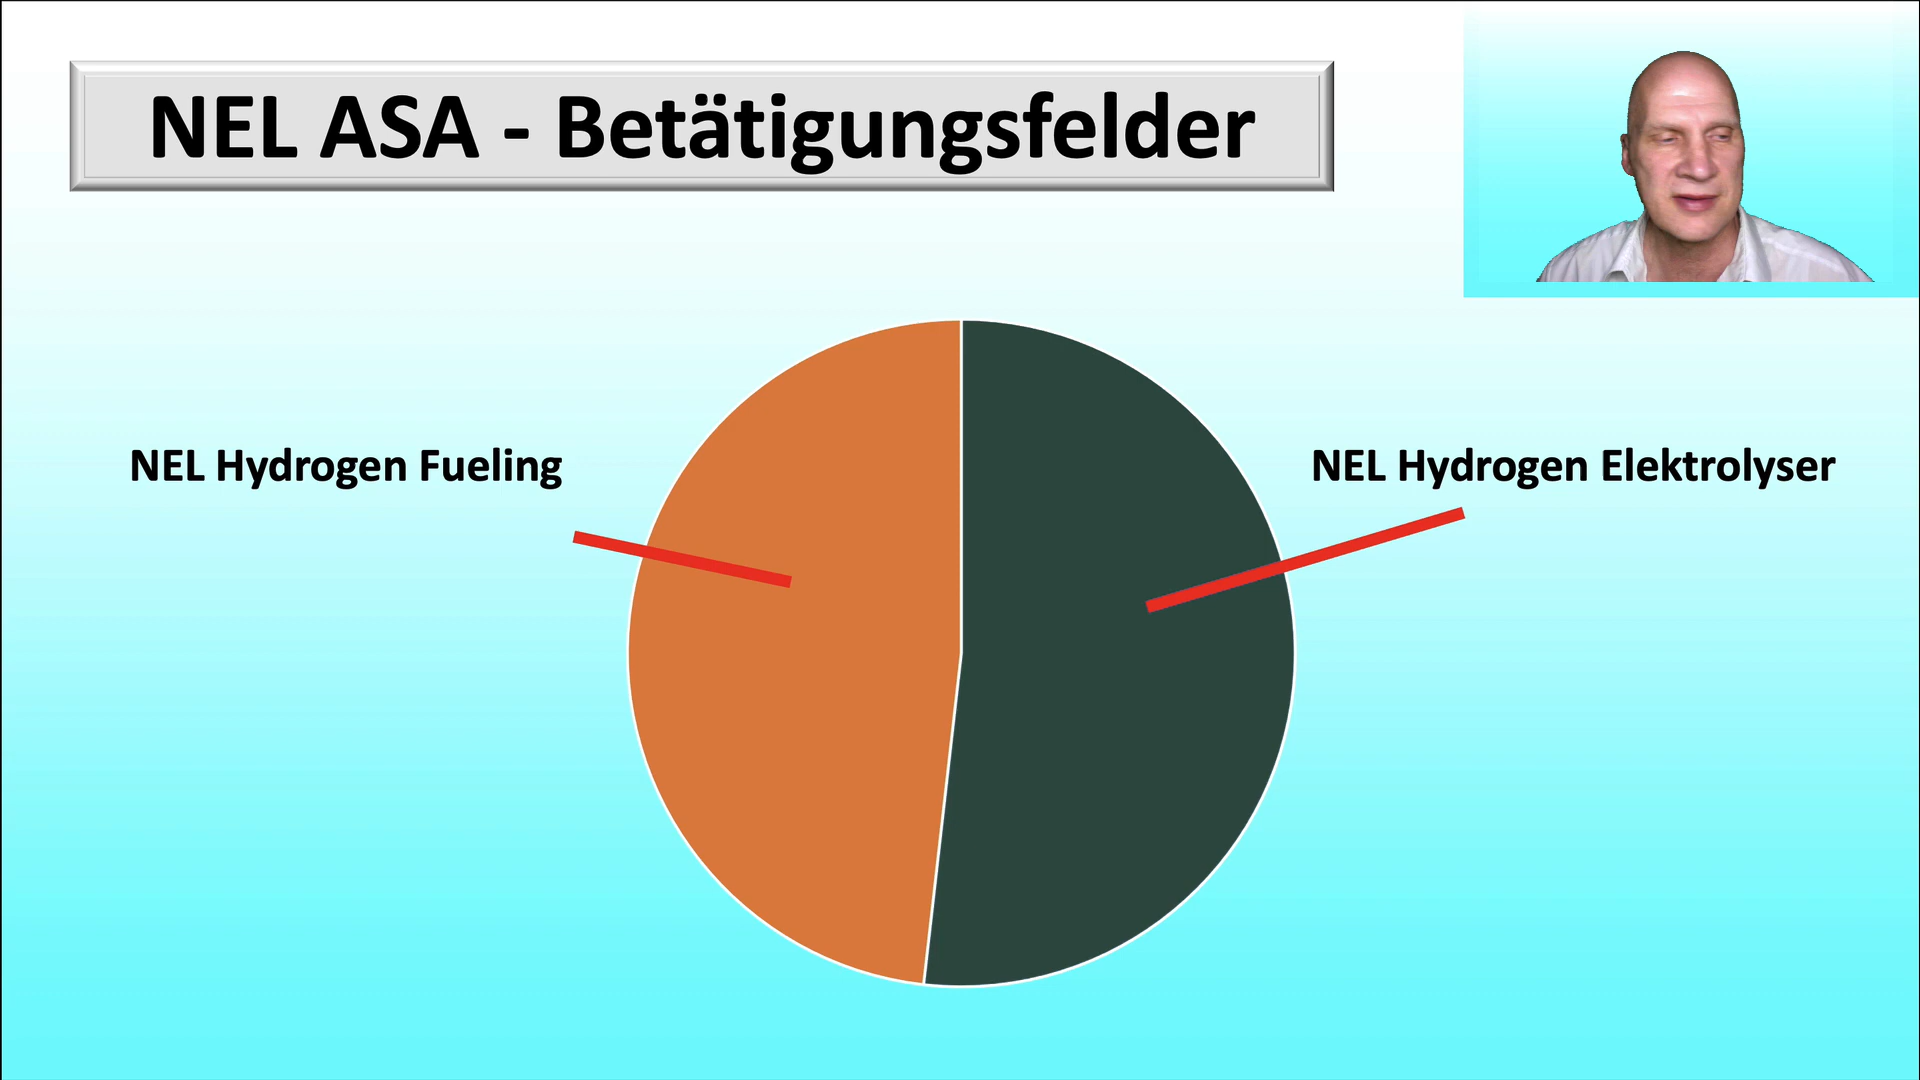 NEL ASA - Betätigungsfelder
NEL Hydrogen Fueling
NEL Hydrogen Elektrolyser